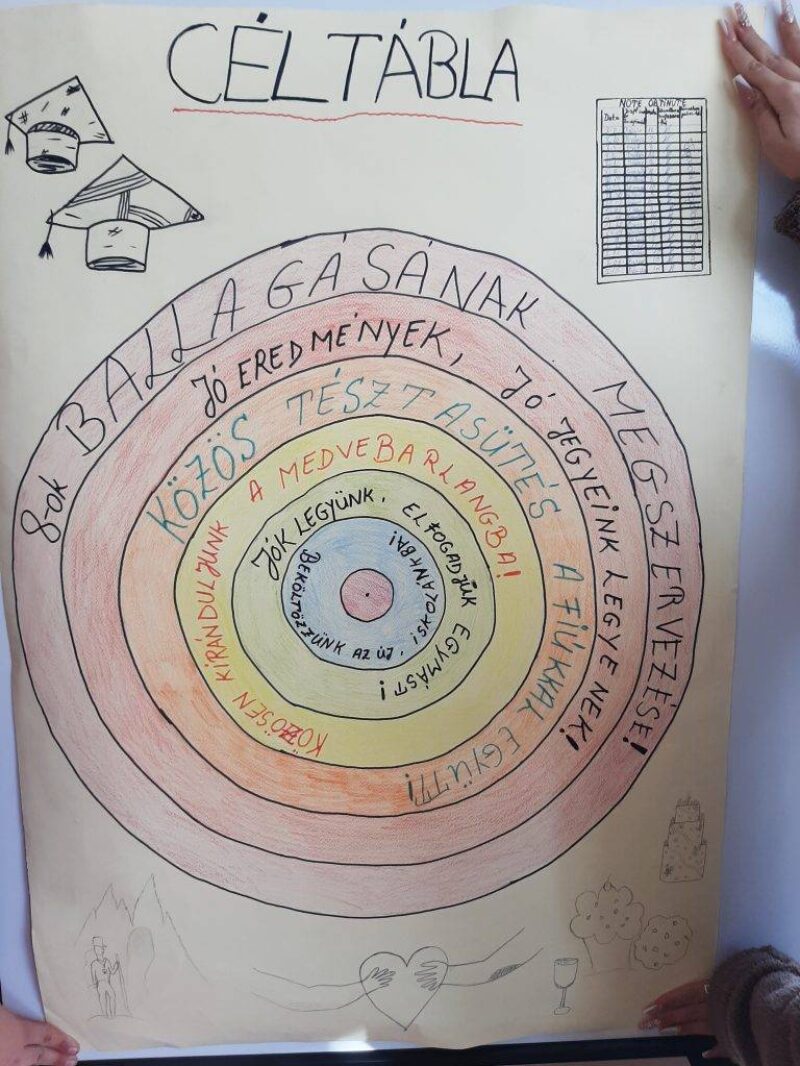 CÉLTÁBLA
NOTE OBȚINUTE
Data
8-ok BALLAGÁSÁNAK MEGSZERVEZÉSE!
JÓ EREDMÉNYEK, JÓ JEGYEINK LEGYENEK!
KÖZÖS TÉSZTASÜTÉS A FIÚKKAL EGYÜTT!
KÖZÖSEN KIRÁNDULJUNK A MEDVEBARLANGBA!
JÓK LEGYÜNK, ELFOGADJUK EGYMÁST!
BEKÖLTÖZZÜNK AZ ÚJ, ISKOLÁNKBA!